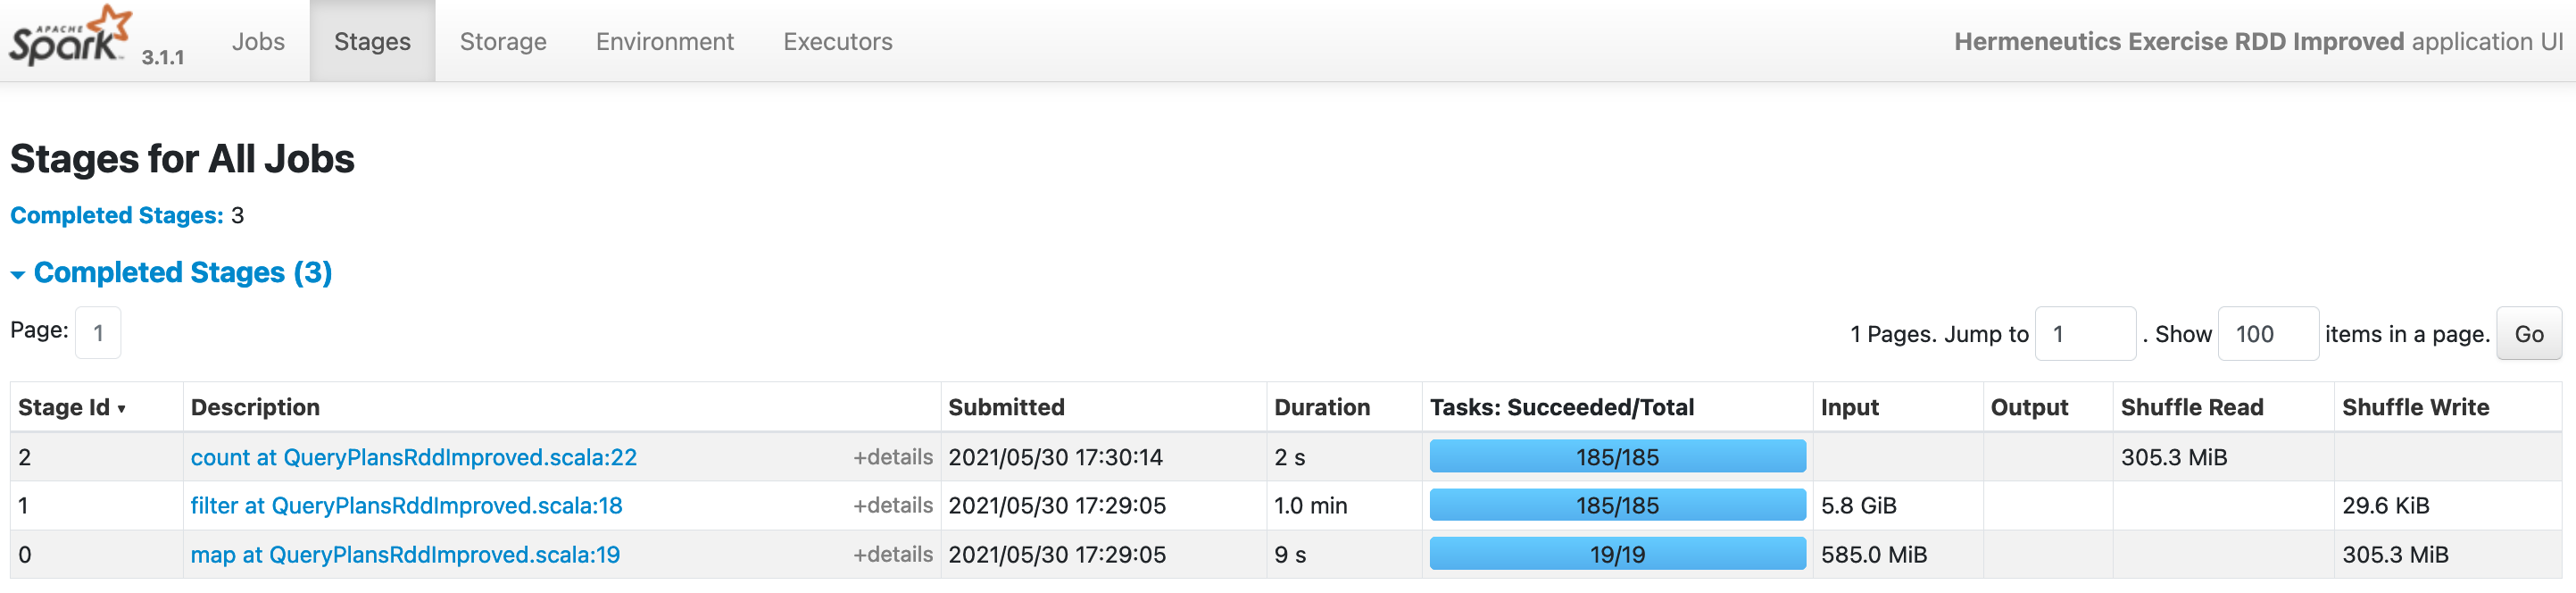 APACHE Spark™ 3.1.1 Jobs Stages Storage Environment Executors Hermeneutics Exercise RDD Improved application UI
Stages for All Jobs
Completed Stages: 3
Completed Stages (3)
Page: 1 1 Pages. Jump to 1 . Show 100 items in a page. Go
Stage Id ▾ Description Submitted Duration Tasks: Succeeded/Total Input Output Shuffle Read Shuffle Write
2 count at QueryPlansRddImproved.scala:22 +details 2021/05/30 17:30:14 2 s 185/185 305.3 MiB
1 filter at QueryPlansRddImproved.scala:18 +details 2021/05/30 17:29:05 1.0 min 185/185 5.8 GiB 29.6 KiB
0 map at QueryPlansRddImproved.scala:19 +details 2021/05/30 17:29:05 9 s 19/19 585.0 MiB 305.3 MiB